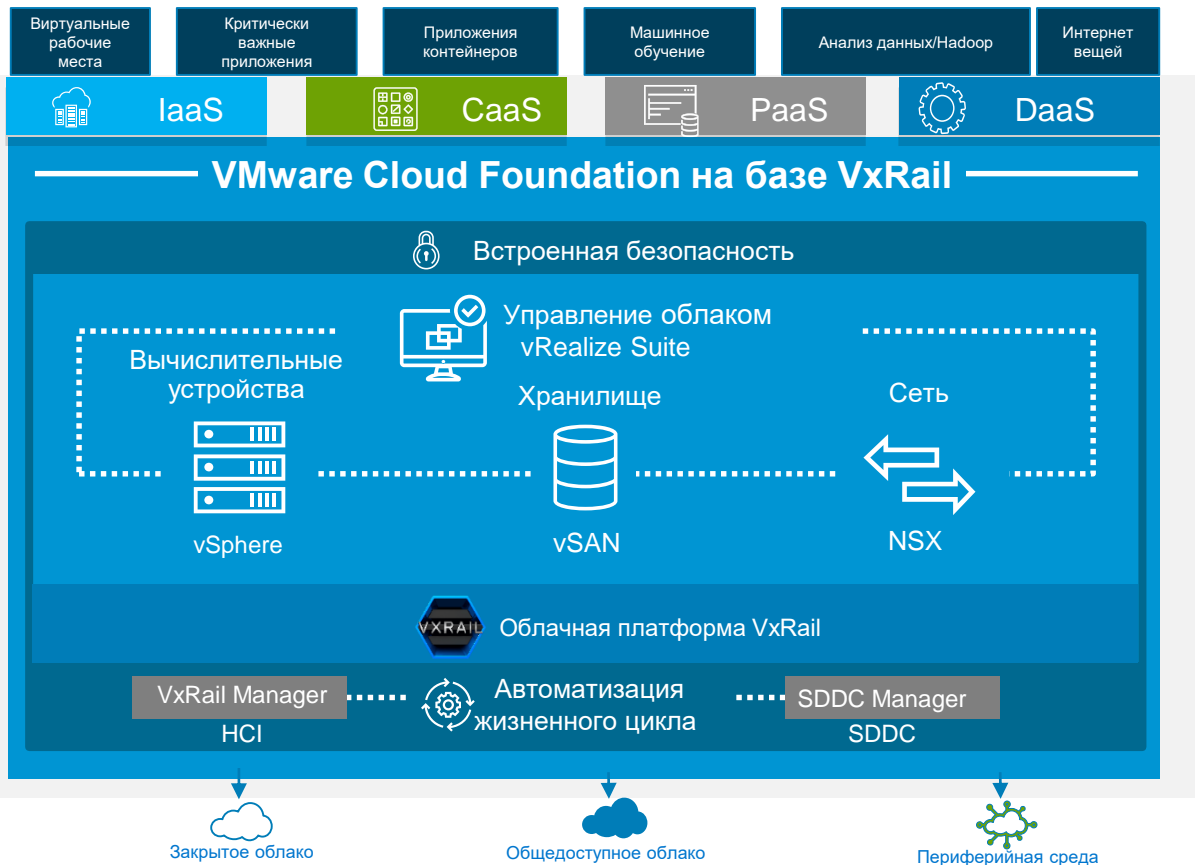 Виртуальные
рабочие
места
Критически
важные
приложения
Приложения
контейнеров
Машинное
обучение
Анализ данных/Hadoop
Интернет
вещей
IaaS
CaaS
PaaS
DaaS
VMware Cloud Foundation на базе VxRail
Встроенная безопасность
Управление облаком
vRealize Suite
Вычислительные
устройства
Хранилище
Сеть
vSphere
vSAN
NSX
VXRAIL
Облачная платформа VxRail
VxRail Manager
HCI
Автоматизация
жизненного цикла
SDDC Manager
SDDC
Закрытое облако
Общедоступное облако
Периферийная среда